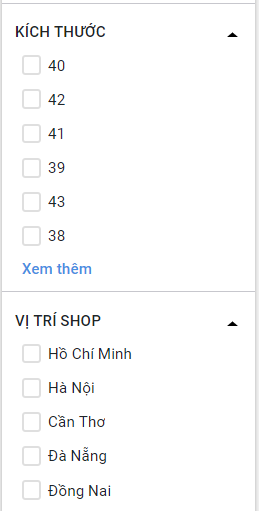 KÍCH THƯỚC
40
42
41
39
43
38
Xem thêm
VỊ TRÍ SHOP
Hồ Chí Minh
Hà Nội
Cần Thơ
Đà Nẵng
Đồng Nai